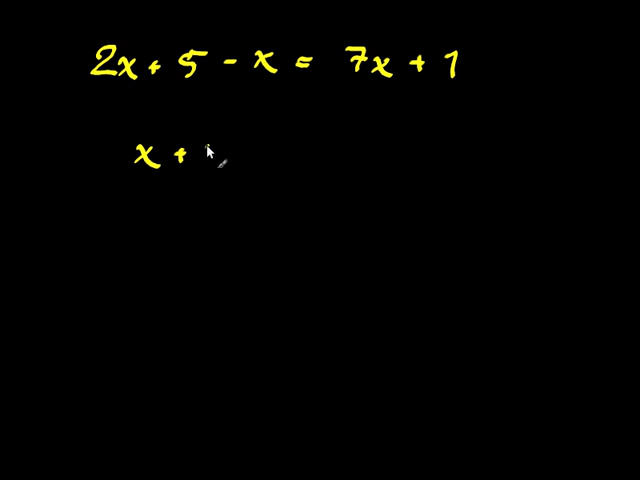 2x + 5 - x = 7x + 1
x +